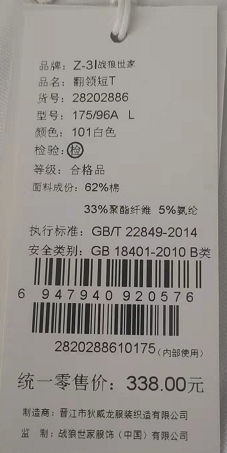 品牌：Z-3I战狼世家
品名：翻领短T
货号：28202886
型号：175/96A L
颜色：101白色
检验：检
等级：合格品
面料成份：62%棉
33%聚酯纤维 5%氨纶
执行标准：GB/T 22849-2014
安全类别：GB 18401-2010 B类
6 947940 920576
2820288610175(内部使用)
统一零售价：338.00元
制造商：晋江市狄威龙服装织造有限公司
监 制：战狼世家服饰（中国）有限公司